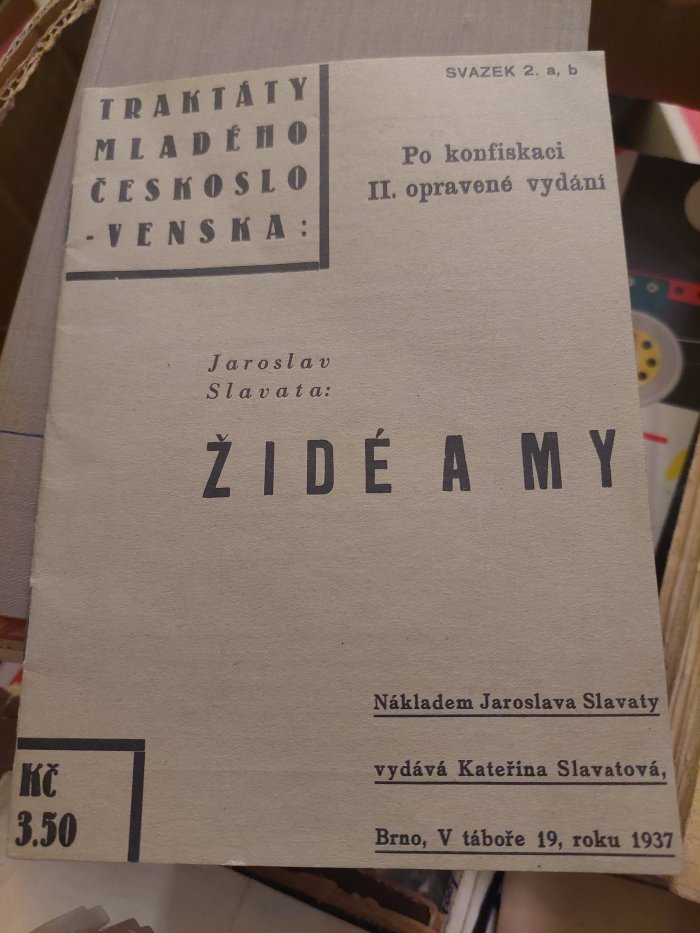 TRAKTÁTY
MLADÉHO
ČESKOSLO
-VENSKA:
SVAZEK 2. a, b
Po konfiskaci
II. opravené vydání
Jaroslav
Slavata:
ŽIDÉ A MY
Nákladem Jaroslava Slavaty
vydává Kateřina Slavatová,
Brno, V táboře 19, roku 1937
Kč
3.50